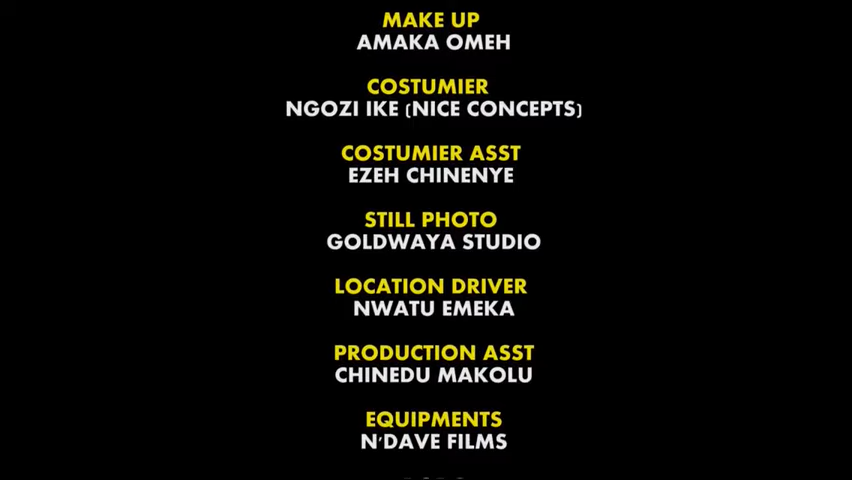 MAKE UP
AMAKA OMEH
COSTUMIER
NGOZI IKE (NICE CONCEPTS)
COSTUMIER ASST
EZEH CHINENYE
STILL PHOTO
GOLDWAYA STUDIO
LOCATION DRIVER
NWATU EMEKA
PRODUCTION ASST
CHINEDU MAKOLU
EQUIPMENTS
N'DAVE FILMS